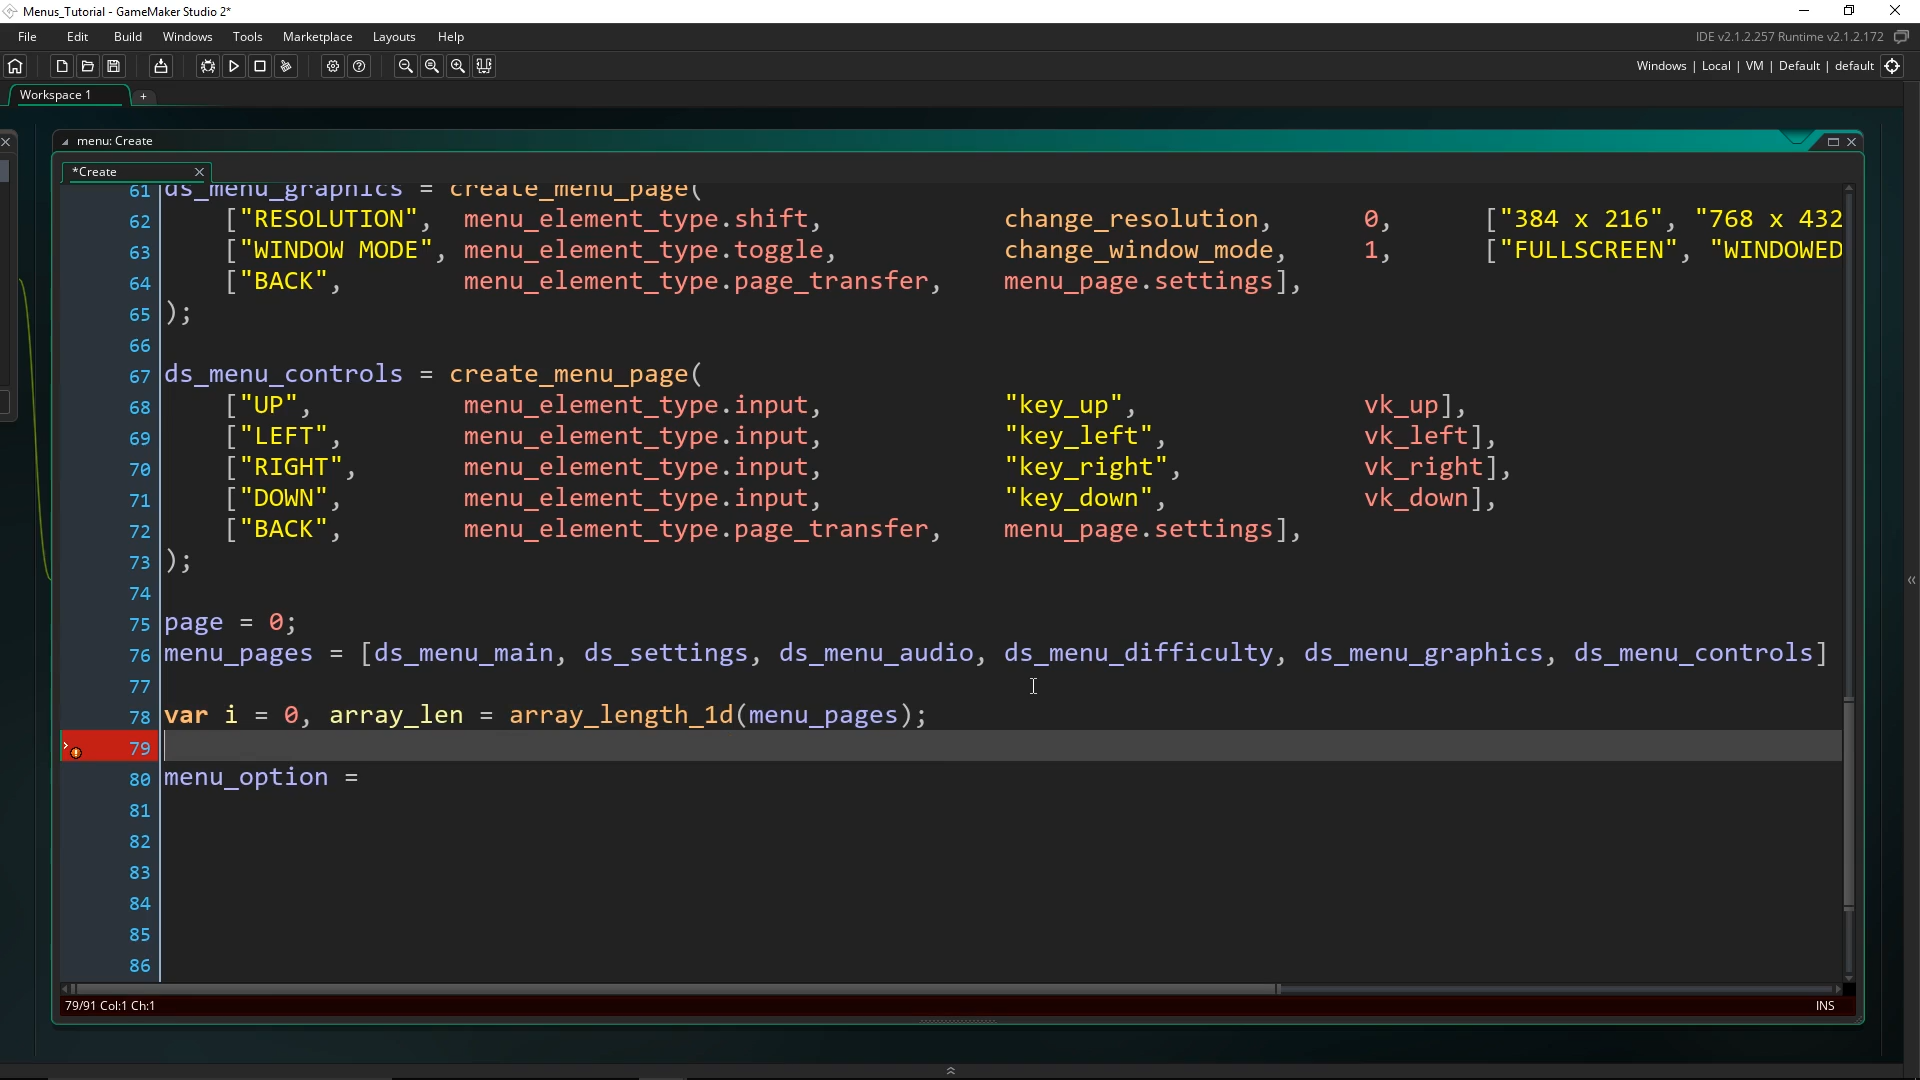 Menus_Tutorial - GameMaker Studio 2*
File Edit Build Windows Tools Marketplace Layouts Help
IDE v2.1.2.257 Runtime v2.1.2.172
Windows | Local | VM | Default | default
Workspace 1 +
menu: Create
*Create
61 ds_menu_graphics = create_menu_page(
62 ["RESOLUTION", menu_element_type.shift, change_resolution, 0, ["384 x 216", "768 x 432
63 ["WINDOW MODE", menu_element_type.toggle, change_window_mode, 1, ["FULLSCREEN", "WINDOWED
64 ["BACK", menu_element_type.page_transfer, menu_page.settings],
65 );
66
67 ds_menu_controls = create_menu_page(
68 ["UP", menu_element_type.input, "key_up", vk_up],
69 ["LEFT", menu_element_type.input, "key_left", vk_left],
70 ["RIGHT", menu_element_type.input, "key_right", vk_right],
71 ["DOWN", menu_element_type.input, "key_down", vk_down],
72 ["BACK", menu_element_type.page_transfer, menu_page.settings],
73 );
74
75 page = 0;
76 menu_pages = [ds_menu_main, ds_settings, ds_menu_audio, ds_menu_difficulty, ds_menu_graphics, ds_menu_controls]
77
78 var i = 0, array_len = array_length_1d(menu_pages);
79
80 menu_option =
81
82
83
84
85
86
79/91 Col:1 Ch:1 INS